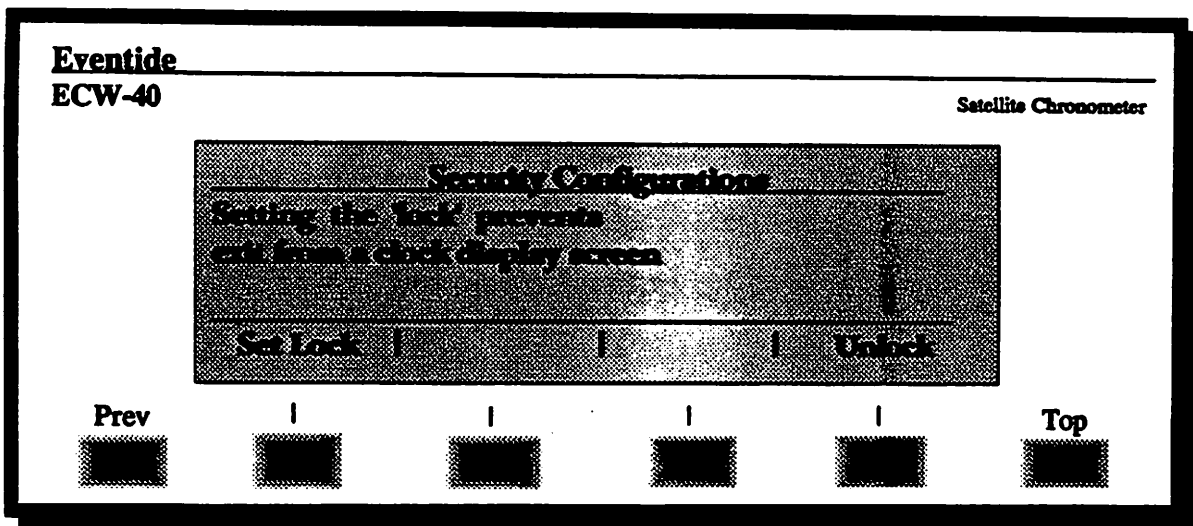 Eventide
ECW-40
Satellite Chronometer
Security Configurations
Setting the 'lock' prevents
exit from a clock display screen
Set Lock | | | Unlock
Prev | | | | Top